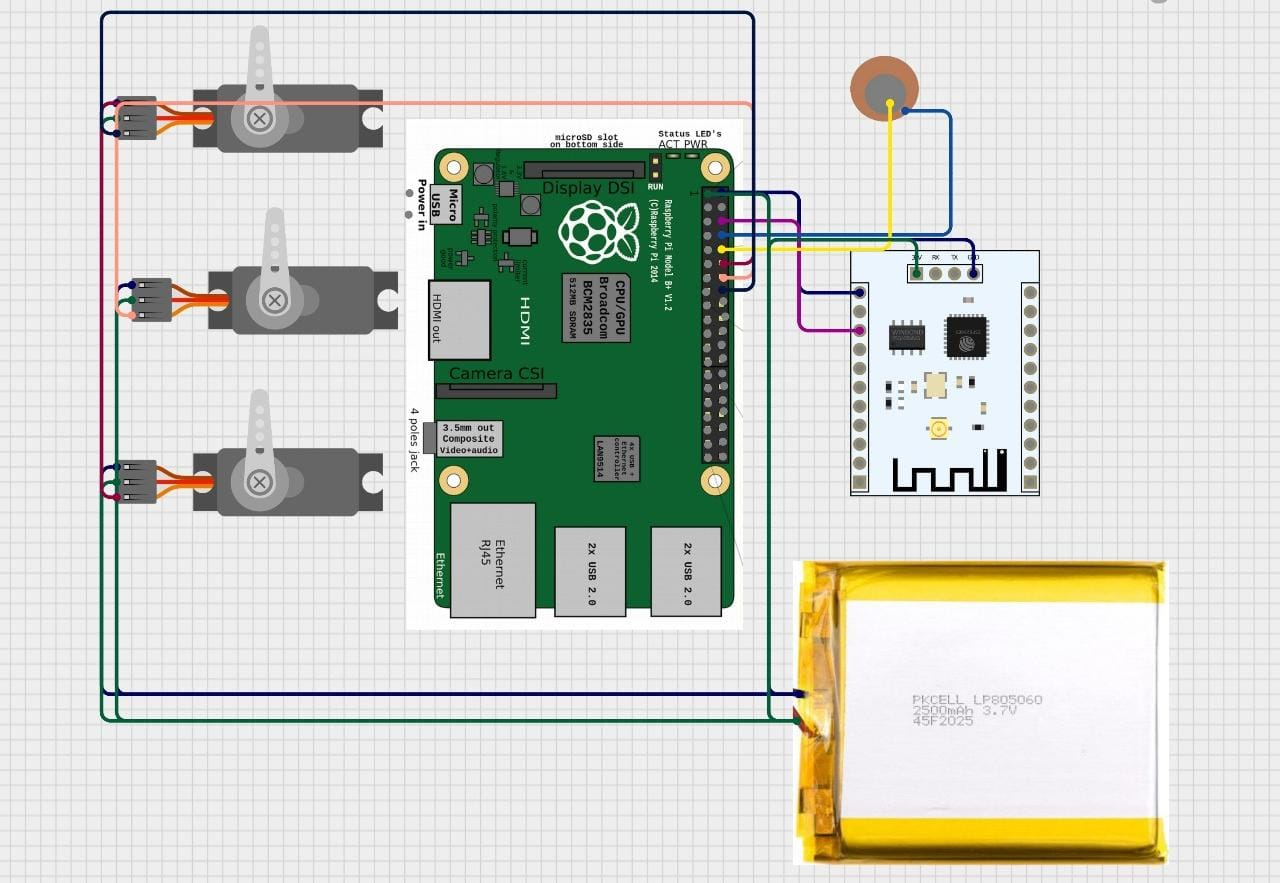 microSD slot
on bottom side
Status LED's
ACT PWR
RUN
Display DSI
1
Micro
USB
Power in
Raspberry Pi Model B+ V1.2
(C)Raspberry Pi 2014
CPU/GPU
Broadcom
BCM2835
512MB SDRAM
HDMI out
HDMI
Camera CSI
4 poles jack
3.5mm out
Composite
Video+audio
4x USB +
Ethernet
controller
LAN9514
Ethernet
Ethernet
RJ45
2x USB 2.0
2x USB 2.0
RX
TX
GND
WINBOND
PKCELL LP805060
2500mAh 3.7V
45F2025